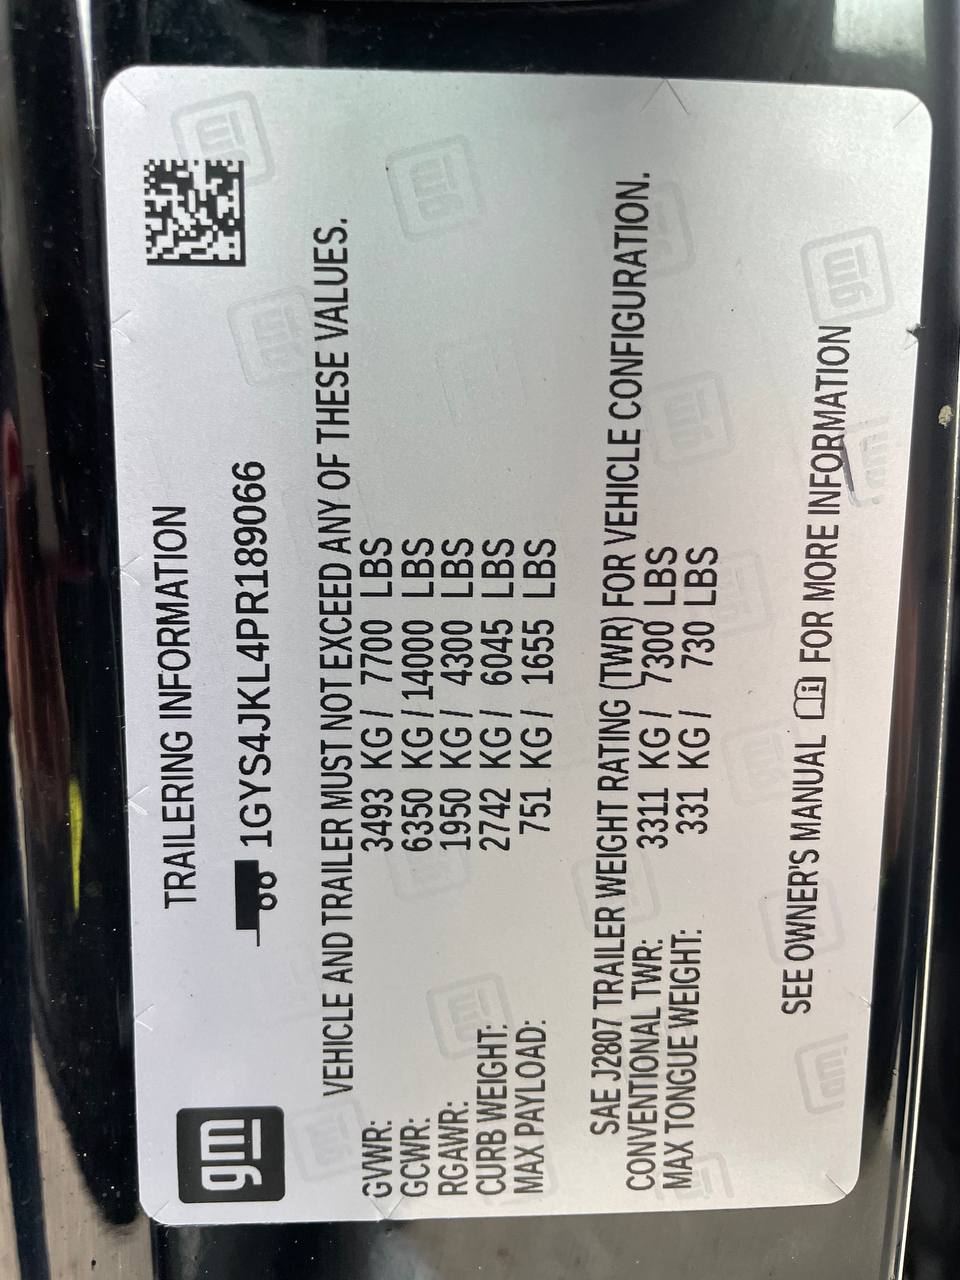 gm
TRAILERING INFORMATION
1GYS4JKL4PR189066
VEHICLE AND TRAILER MUST NOT EXCEED ANY OF THESE VALUES.
GVWR: 3493 KG / 7700 LBS
GCWR: 6350 KG / 14000 LBS
RGAWR: 1950 KG / 4300 LBS
CURB WEIGHT: 2742 KG / 6045 LBS
MAX PAYLOAD: 751 KG / 1655 LBS
SAE J2807 TRAILER WEIGHT RATING (TWR) FOR VEHICLE CONFIGURATION.
CONVENTIONAL TWR: 3311 KG / 7300 LBS
MAX TONGUE WEIGHT: 331 KG / 730 LBS
SEE OWNER'S MANUAL FOR MORE INFORMATION